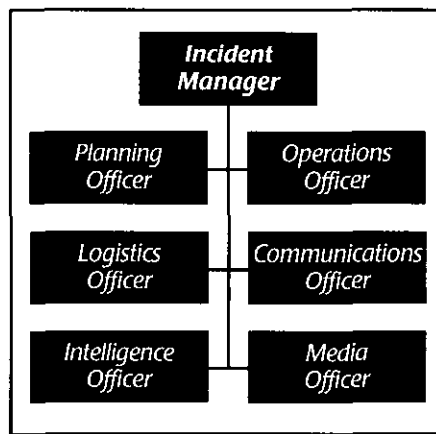 Incident
Manager
Planning
Officer
Operations
Officer
Logistics
Officer
Communications
Officer
Intelligence
Officer
Media
Officer